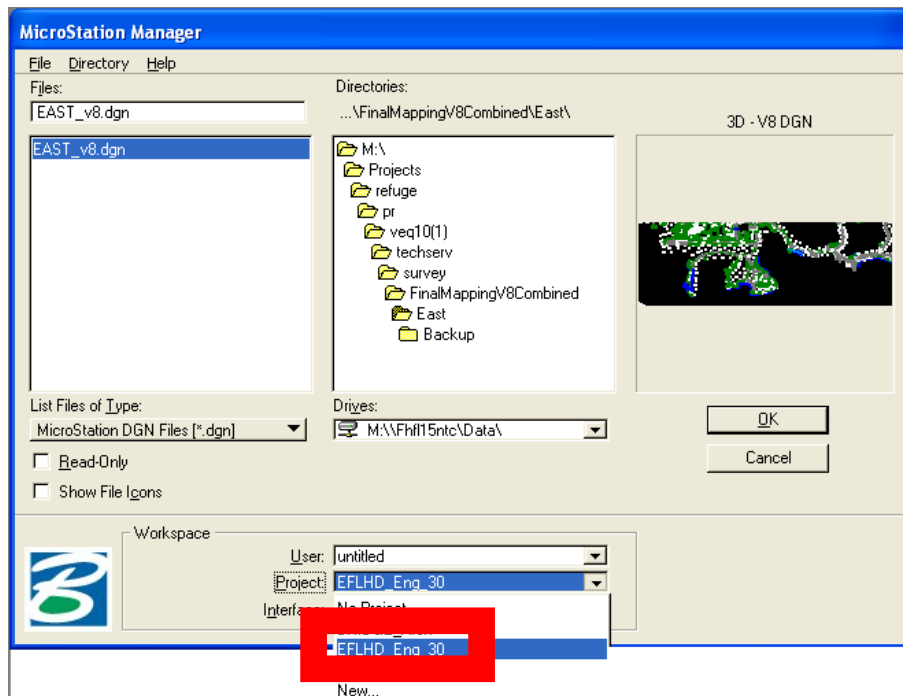 MicroStation Manager
File Directory Help
Files:
EAST_v8.dgn
EAST_v8.dgn
Directories:
...\FinalMappingV8Combined\East\
M:\
Projects
refuge
pr
veq10(1)
techserv
survey
FinalMappingV8Combined
East
Backup
3D - V8 DGN
List Files of Type:
MicroStation DGN Files [*.dgn]
Drives:
M:\\Fhfl15ntc\Data\
Read-Only
Show File Icons
OK
Cancel
Workspace
User: untitled
Project: EFLHD_Eng_30
No Project
EFLHD_Eng_30
New...